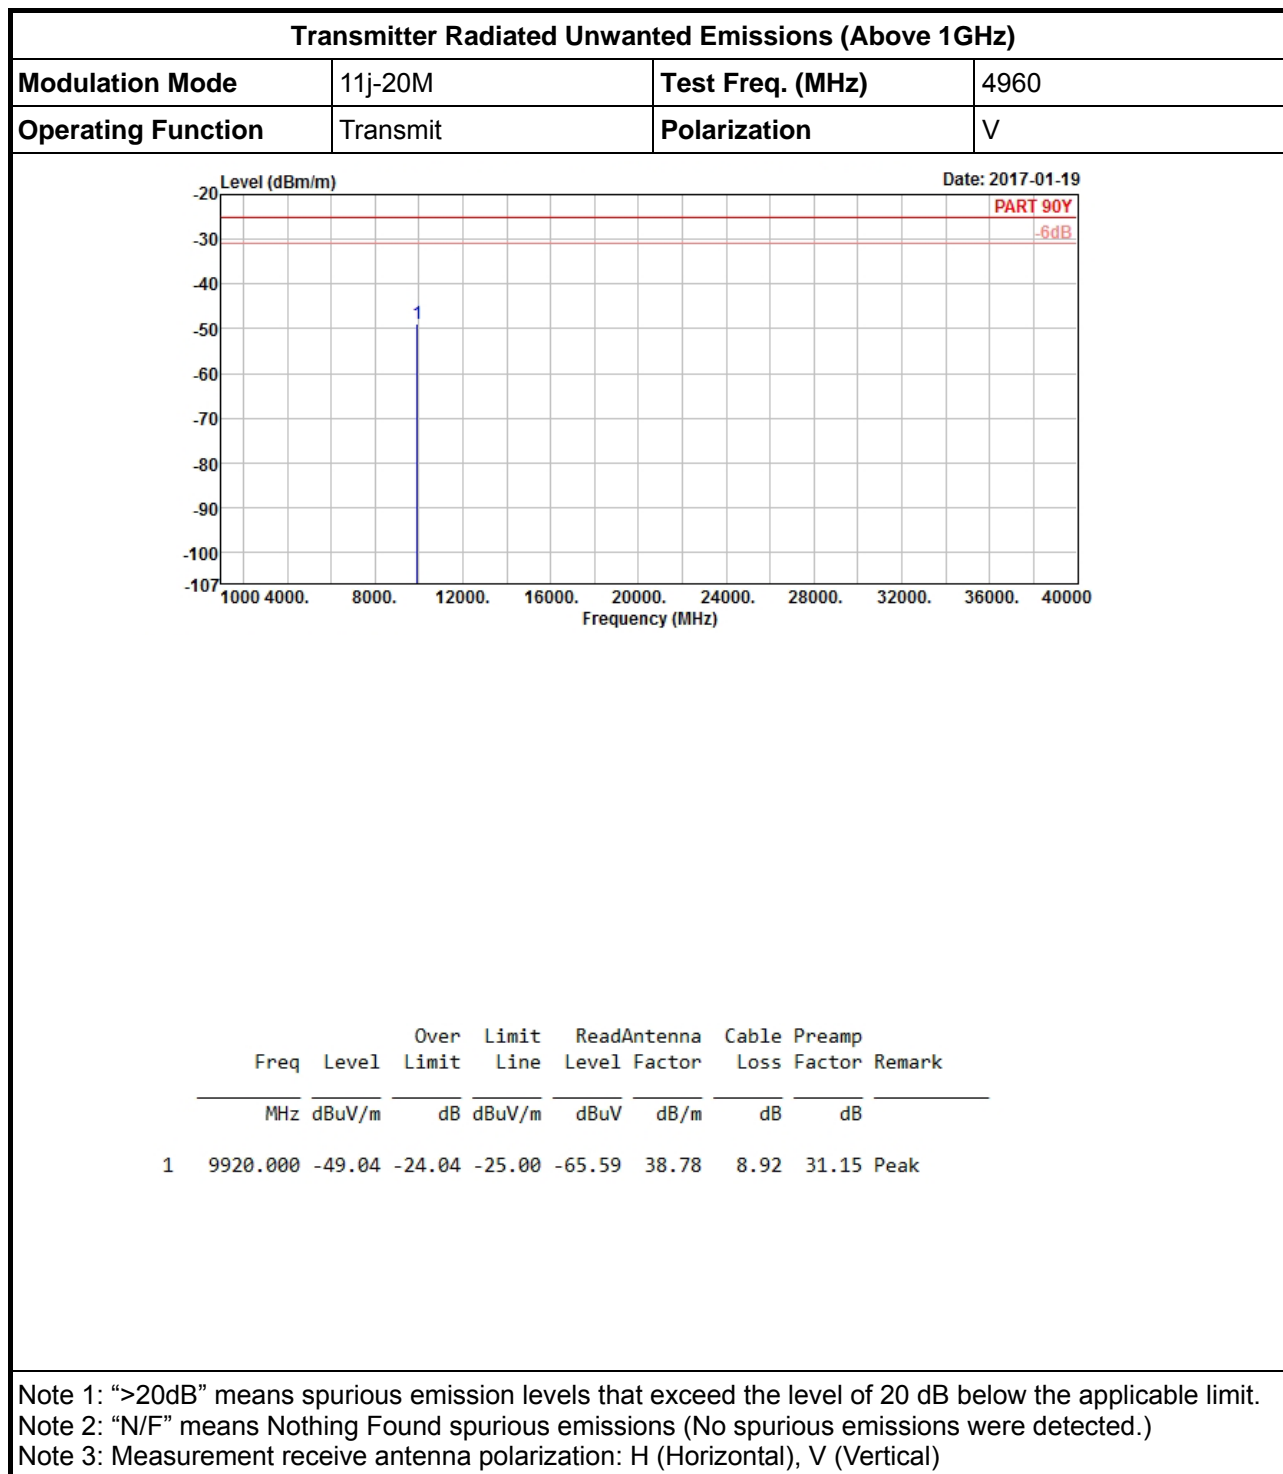 Transmitter Radiated Unwanted Emissions (Above 1GHz)
Modulation Mode 11j-20M Test Freq. (MHz) 4960
Operating Function Transmit Polarization V
Level (dBm/m) Date: 2017-01-19
-20
PART 90Y
-6dB
-30
-40
1
-50
-60
-70
-80
-90
-100
-107
1000 4000. 8000. 12000. 16000. 20000. 24000. 28000. 32000. 36000. 40000
Frequency (MHz)
Over Limit ReadAntenna Cable Preamp
Freq Level Limit Line Level Factor Loss Factor Remark
MHz dBuV/m dB dBuV/m dBuV dB/m dB dB
1 9920.000 -49.04 -24.04 -25.00 -65.59 38.78 8.92 31.15 Peak
Note 1: “>20dB” means spurious emission levels that exceed the level of 20 dB below the applicable limit.
Note 2: “N/F” means Nothing Found spurious emissions (No spurious emissions were detected.)
Note 3: Measurement receive antenna polarization: H (Horizontal), V (Vertical)